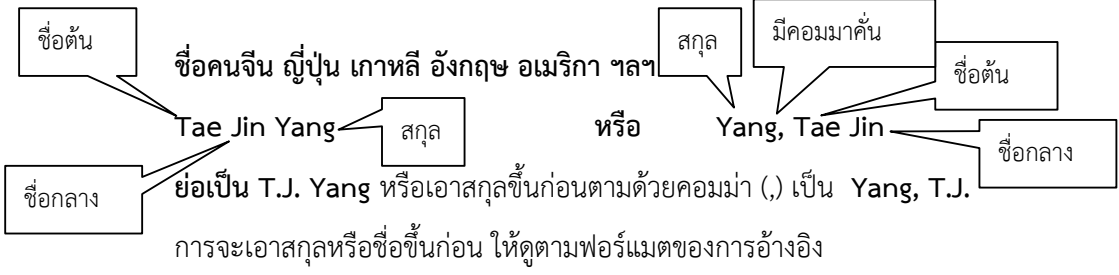 ชื่อต้น
สกุล
มีคอมมาคั่น
ชื่อคนจีน ญี่ปุ่น เกาหลี อังกฤษ อเมริกา ฯลฯ
ชื่อต้น
Tae Jin Yang
สกุล
หรือ
Yang, Tae Jin
ชื่อกลาง
ชื่อกลาง
ย่อเป็น T.J. Yang หรือเอาสกุลขึ้นก่อนตามด้วยคอมม่า (,) เป็น Yang, T.J.
การจะเอาสกุลหรือชื่อขึ้นก่อน ให้ดูตามฟอร์แมตของการอ้างอิง